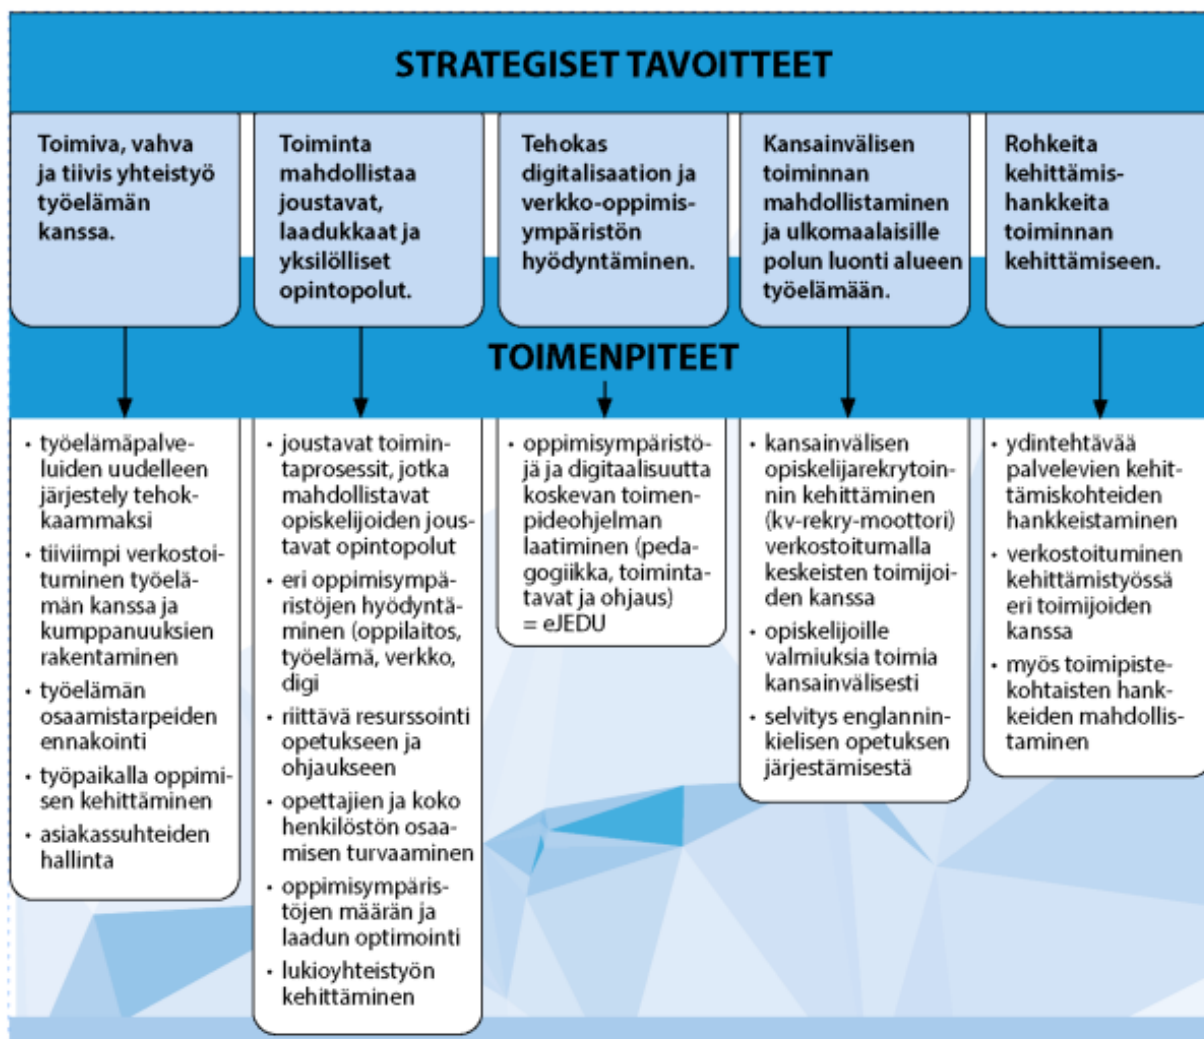 STRATEGISET TAVOITTEET
Toimiva, vahva
ja tiivis yhteistyö
työelämän
kanssa.
Toiminta
mahdollistaa
joustavat,
laadukkaat ja
yksilölliset
opintopolut.
Tehokas
digitalisaation ja
verkko-oppimis-
ympäristön
hyödyntäminen.
Kansainvälisen
toiminnan
mahdollistaminen
ja ulkomaalaisille
polun luonti alueen
työelämään.
Rohkeita
kehittämis-
hankkeita
toiminnan
kehittämiseen.
TOIMENPITEET
• työelämäpalve-
luiden uudelleen
järjestely tehok-
kaammaksi
• tiiviimpi verkostoi-
tuminen työelä-
män kanssa ja
kumppanuuksien
rakentaminen
• työelämän
osaamistarpeiden
ennakointi
• työpaikalla oppimi-
sen kehittäminen
• asiakassuhteiden
hallinta
• joustavat toimin-
taprosessit, jotka
mahdollistavat
opiskelijoiden jous-
tavat opintopolut
• eri oppimisympä-
ristöjen hyödyntä-
minen (oppilaitos,
työelämä, verkko,
digi
• riittävä resurssointi
opetukseen ja
ohjaukseen
• opettajien ja koko
henkilöstön osaa-
misen turvaaminen
• oppimisympäris-
töjen määrän ja
laadun optimointi
• lukioyhteistyön
kehittäminen
• oppimisympäristö-
jä ja digitaalisuutta
koskevan toimen-
pideohjelman
laatiminen (peda-
gogiikka, toiminta-
tavat ja ohjaus)
= eJEDU
• kansainvälisen
opiskelijarekrytoin-
nin kehittäminen
(kv-rekry-moottori)
verkostoitumalla
keskeisten toimijoi-
den kanssa
• opiskelijoille
valmiuksia toimia
kansainvälisesti
• selvitys englannin-
kielisen opetuksen
järjestämisestä
• ydintehtävää
palvelevien kehit-
tämiskohteiden
hankkeistaminen
• verkostoituminen
kehittämistyössä
eri toimijoiden
kanssa
• myös toimipiste-
kohtaisten hank-
keiden mahdollis-
taminen